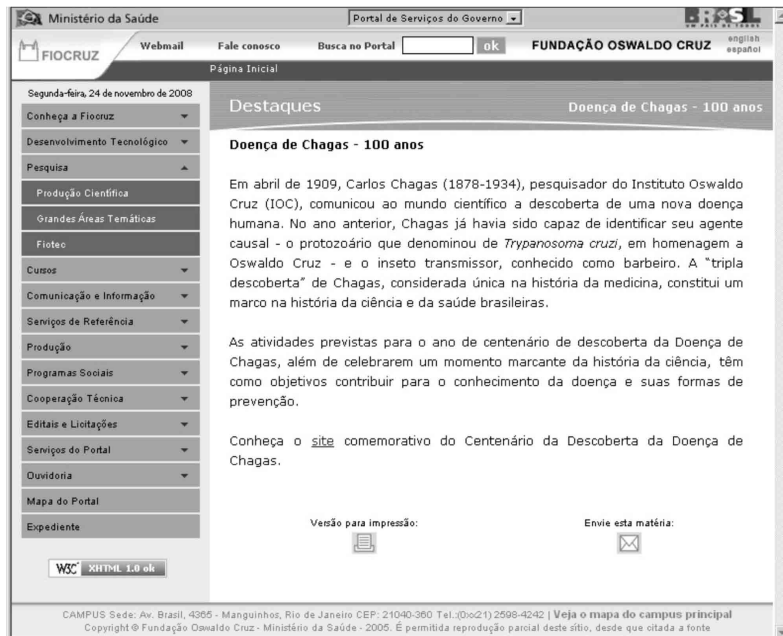 Ministério da Saúde
Portal de Serviços do Governo
BRASIL
UM PAÍS DE TODOS
FIOCRUZ
Webmail Fale conosco Busca no Portal ok FUNDAÇÃO OSWALDO CRUZ english
español
Página Inicial
Segunda-feira, 24 de novembro de 2008
Conheça a Fiocruz
Desenvolvimento Tecnológico
Pesquisa
Produção Científica
Grandes Áreas Temáticas
Fiotec
Cursos
Comunicação e Informação
Serviços de Referência
Produção
Programas Sociais
Cooperação Técnica
Editais e Licitações
Serviços do Portal
Ouvidoria
Mapa do Portal
Expediente
W3C XHTML 1.0 ok
Destaques Doença de Chagas - 100 anos
Doença de Chagas - 100 anos
Em abril de 1909, Carlos Chagas (1878-1934), pesquisador do Instituto Oswaldo
Cruz (IOC), comunicou ao mundo científico a descoberta de uma nova doença
humana. No ano anterior, Chagas já havia sido capaz de identificar seu agente
causal - o protozoário que denominou de Trypanosoma cruzi, em homenagem a
Oswaldo Cruz - e o inseto transmissor, conhecido como barbeiro. A “tripla
descoberta” de Chagas, considerada única na história da medicina, constitui um
marco na história da ciência e da saúde brasileiras.
As atividades previstas para o ano de centenário de descoberta da Doença de
Chagas, além de celebrarem um momento marcante da história da ciência, têm
como objetivos contribuir para o conhecimento da doença e suas formas de
prevenção.
Conheça o site comemorativo do Centenário da Descoberta da Doença de
Chagas.
Versão para impressão: Envie esta matéria:
CAMPUS Sede: Av. Brasil, 4365 - Manguinhos, Rio de Janeiro CEP: 21040-360 Tel.:(0xx21) 2598-4242 | Veja o mapa do campus principal
Copyright © Fundação Oswaldo Cruz - Ministério da Saúde - 2005. É permitida reprodução parcial deste sítio, desde que citada a fonte